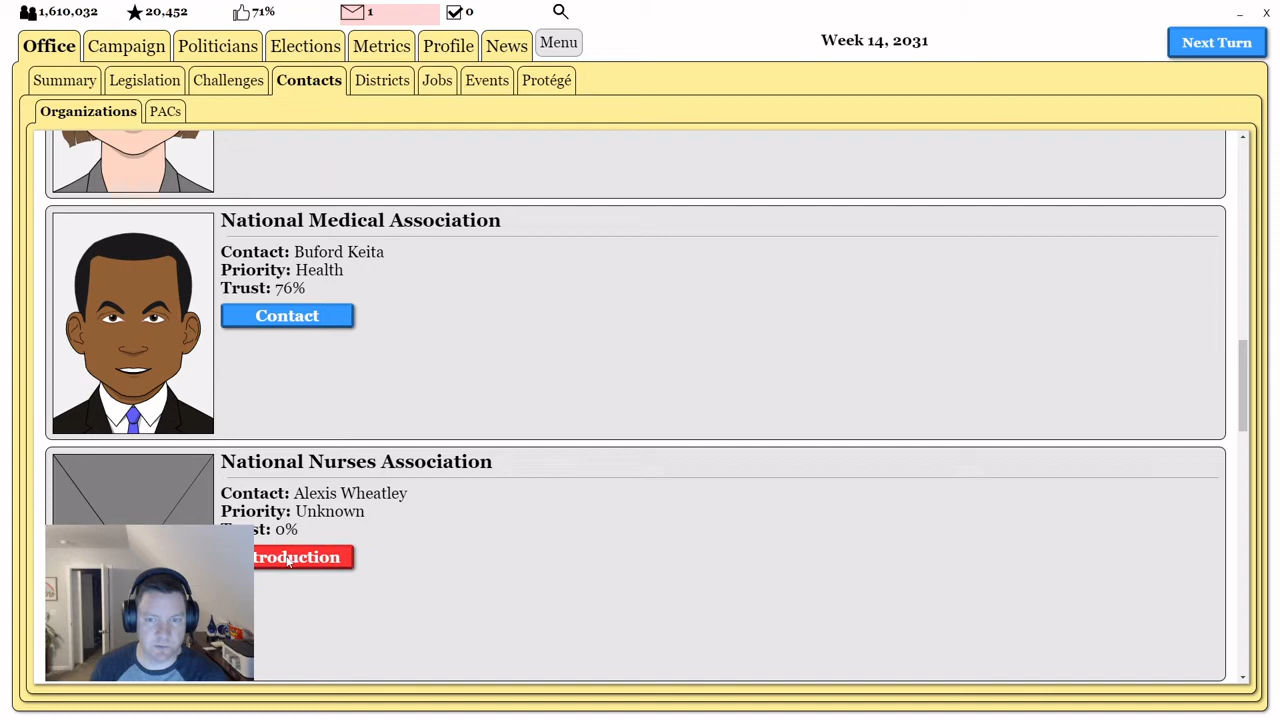 1,610,032 20,452 71% 1 0 _ x
Office Campaign Politicians Elections Metrics Profile News Menu Week 14, 2031 Next Turn
Summary Legislation Challenges Contacts Districts Jobs Events Protégé
Organizations PACs
National Medical Association
Contact: Buford Keita
Priority: Health
Trust: 76%
Contact
National Nurses Association
Contact: Alexis Wheatley
Priority: Unknown
0%